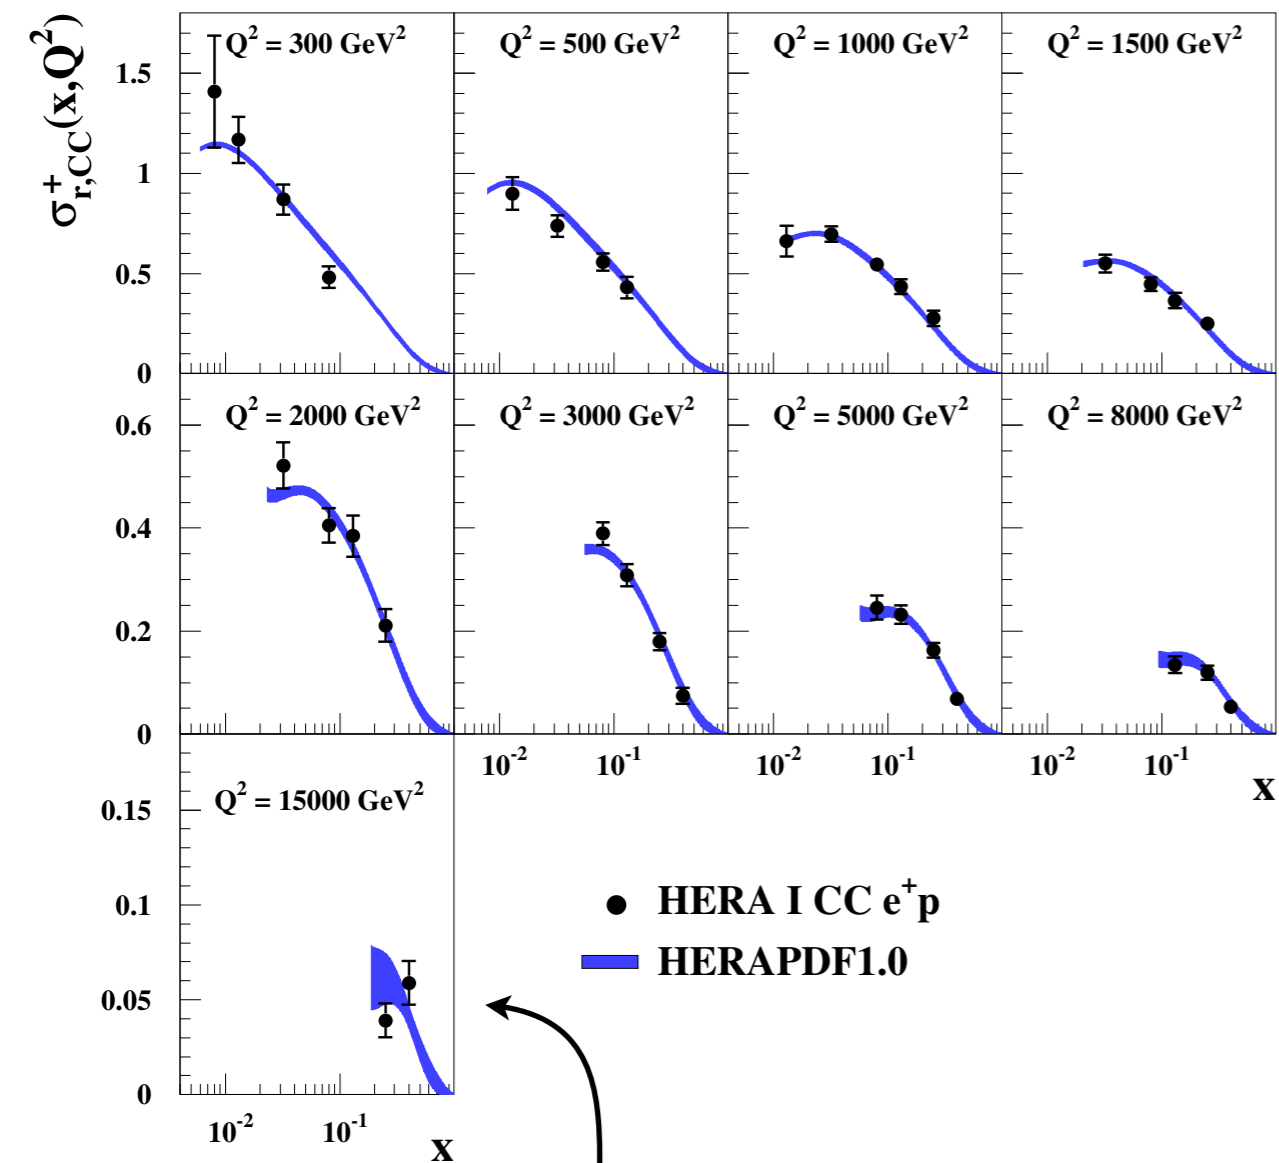 σ⁺r,CC(x,Q²)
Q² = 300 GeV²
Q² = 500 GeV²
Q² = 1000 GeV²
Q² = 1500 GeV²
1.5
1
0.5
0
Q² = 2000 GeV²
Q² = 3000 GeV²
Q² = 5000 GeV²
Q² = 8000 GeV²
0.6
0.4
0.2
0
10⁻² 10⁻¹ 10⁻² 10⁻¹ 10⁻² 10⁻¹
x
Q² = 15000 GeV²
0.15
0.1
0.05
0
10⁻² 10⁻¹
x
HERA I CC e⁺p
HERAPDF1.0